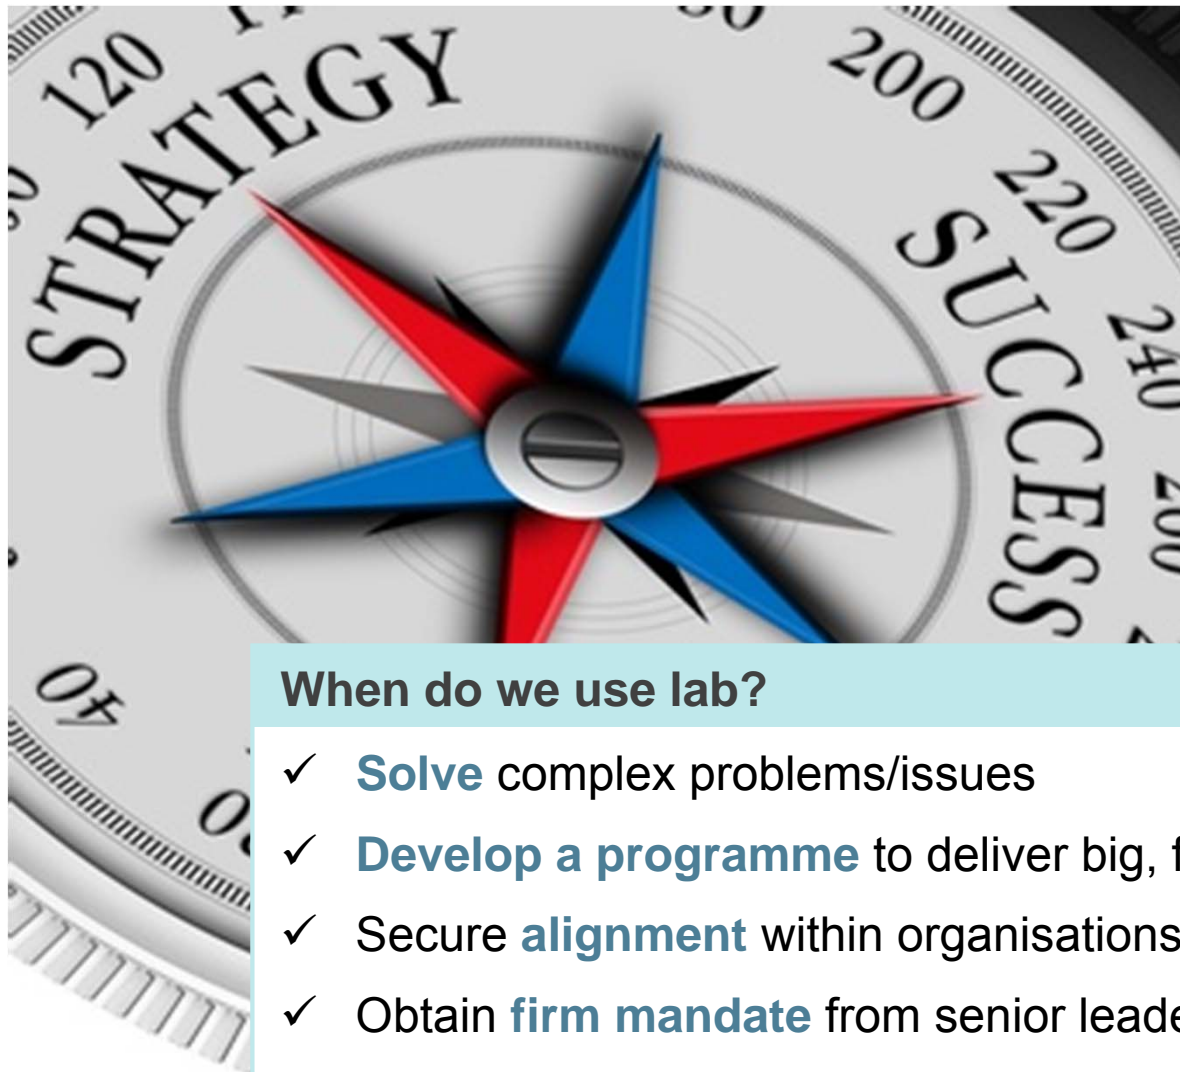 120
STRATEGY
200
220
SUCCESS
240
40
When do we use lab?
✓ Solve complex problems/issues
✓ Develop a programme to deliver big, f
✓ Secure alignment within organisations
✓ Obtain firm mandate from senior leade